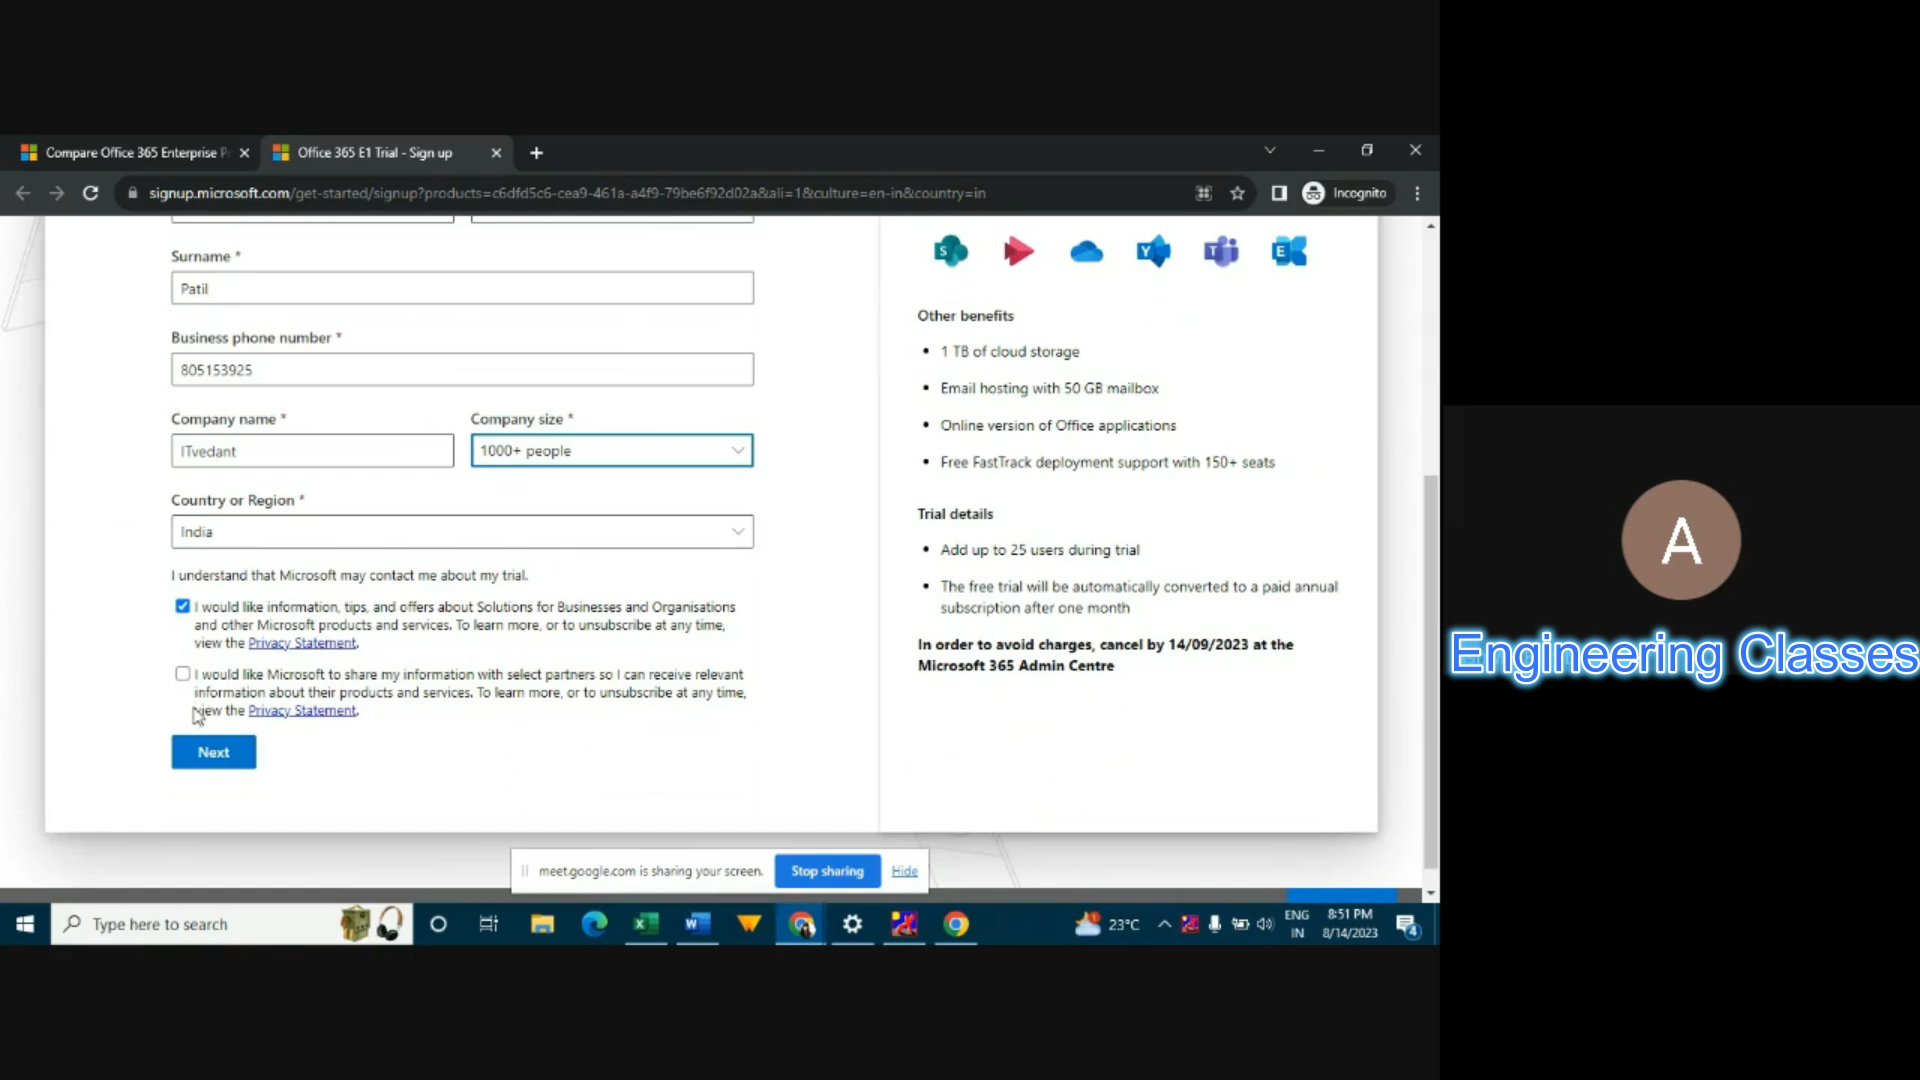 Compare Office 365 Enterprise Pr
Office 365 E1 Trial - Sign up
signup.microsoft.com/get-started/signup?products=c6dfd5c6-cea9-461a-a4f9-79be6f92d02a&ali=1&culture=en-in&country=in
Incognito
Surname *
Patil
Business phone number *
805153925
Company name *
Company size *
ITvedant
1000+ people
Country or Region *
India
I understand that Microsoft may contact me about my trial.
I would like information, tips, and offers about Solutions for Businesses and Organisations
and other Microsoft products and services. To learn more, or to unsubscribe at any time,
view the Privacy Statement.
I would like Microsoft to share my information with select partners so I can receive relevant
information about their products and services. To learn more, or to unsubscribe at any time,
view the Privacy Statement.
Next
S
Y
T
E
Other benefits
• 1 TB of cloud storage
• Email hosting with 50 GB mailbox
• Online version of Office applications
• Free FastTrack deployment support with 150+ seats
Trial details
• Add up to 25 users during trial
• The free trial will be automatically converted to a paid annual
subscription after one month
In order to avoid charges, cancel by 14/09/2023 at the
Microsoft 365 Admin Centre
meet.google.com is sharing your screen.
Stop sharing
Hide
Type here to search
23°C
ENG
IN
8:51 PM
8/14/2023
4
A
Engineering Classes